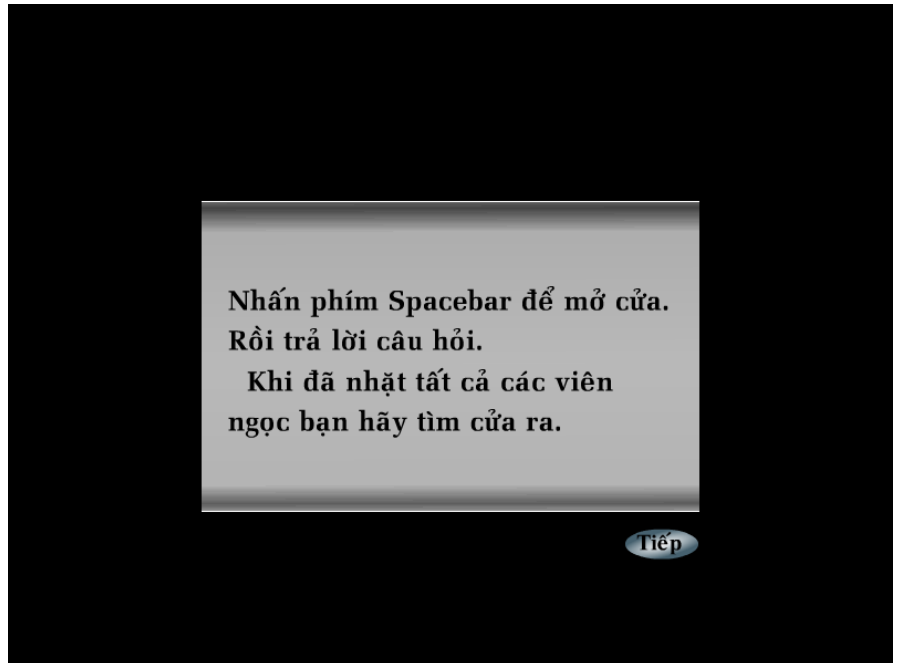 Nhấn phím Spacebar để mở cửa.
Rồi trả lời câu hỏi.
Khi đã nhặt tất cả các viên
ngọc bạn hãy tìm cửa ra.
Tiếp